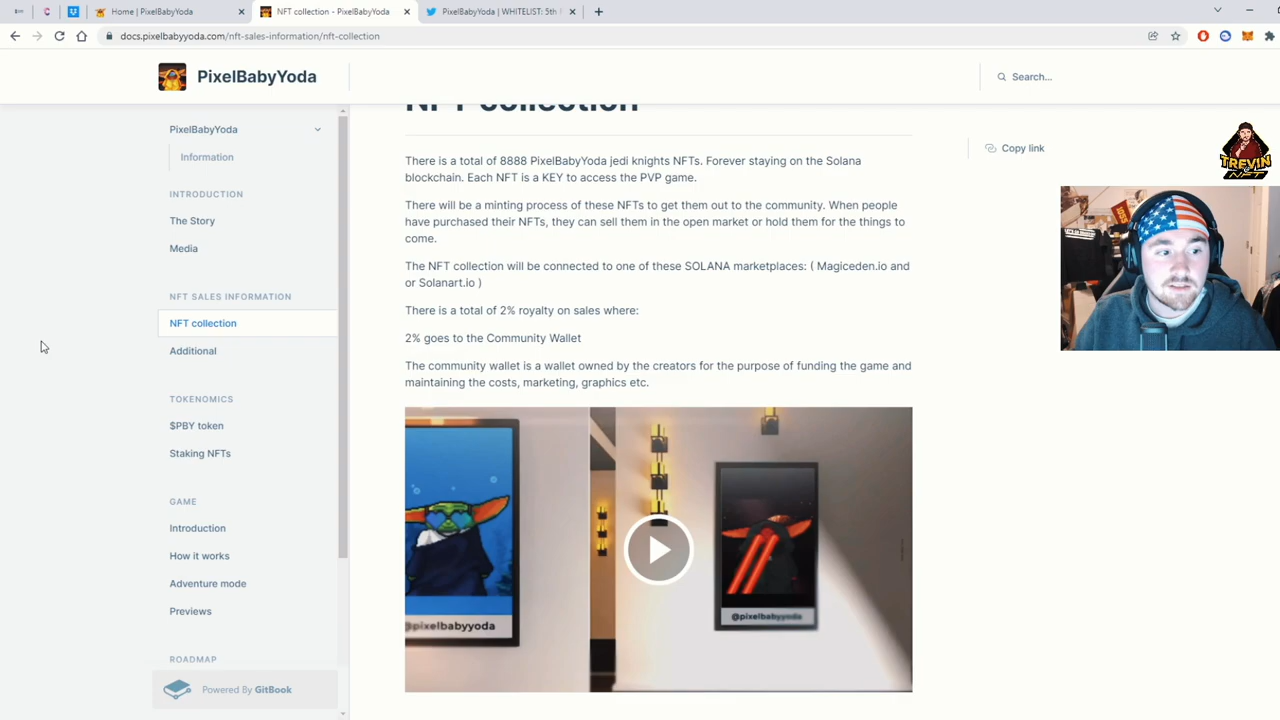 Home | PixelBabyYoda
NFT collection - PixelBabyYoda
PixelBabyYoda | WHITELIST: 5th
docs.pixelbabyyoda.com/nft-sales-information/nft-collection
PixelBabyYoda
Search...
PixelBabyYoda
Information
INTRODUCTION
The Story
Media
NFT SALES INFORMATION
NFT collection
Additional
TOKENOMICS
$PBY token
Staking NFTs
GAME
Introduction
How it works
Adventure mode
Previews
ROADMAP
Powered By GitBook
NFT collection
There is a total of 8888 PixelBabyYoda jedi knights NFTs. Forever staying on the Solana
blockchain. Each NFT is a KEY to access the PVP game.
There will be a minting process of these NFTs to get them out to the community. When people
have purchased their NFTs, they can sell them in the open market or hold them for the things to
come.
The NFT collection will be connected to one of these SOLANA marketplaces: ( Magiceden.io and
or Solanart.io )
There is a total of 2% royalty on sales where:
2% goes to the Community Wallet
The community wallet is a wallet owned by the creators for the purpose of funding the game and
maintaining the costs, marketing, graphics etc.
@pixelbabyyoda
@pixelbabyyoda
Copy link
TREVIN
NFT